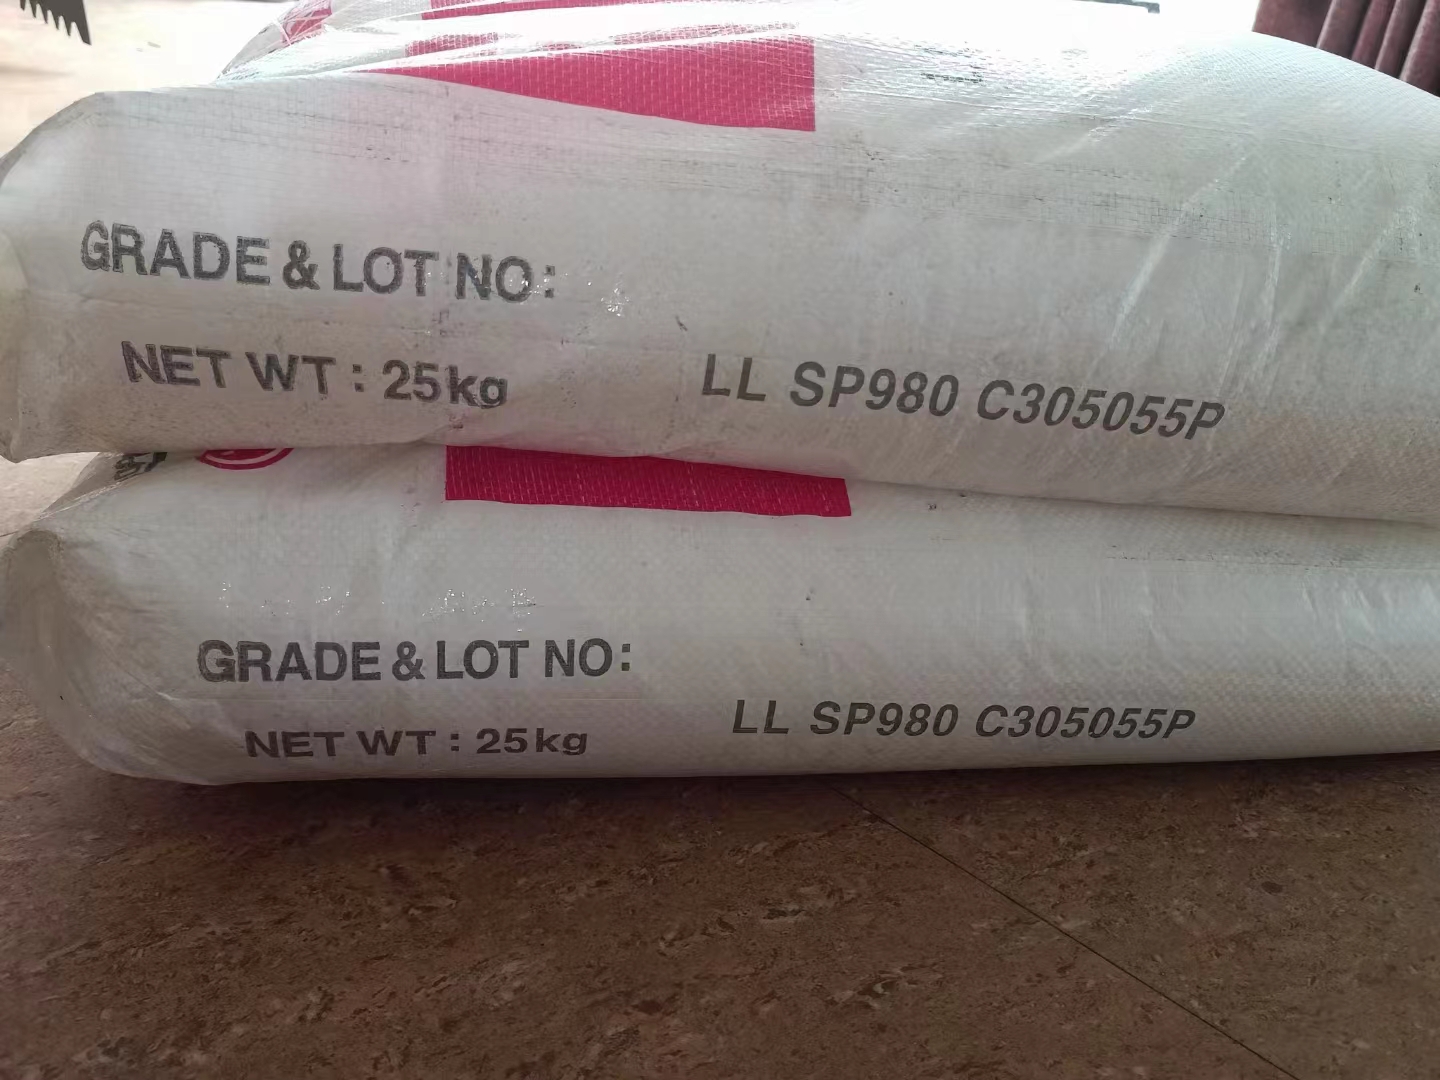 GRADE & LOT NO:
NET WT : 25kg
LL SP980 C305055P
GRADE & LOT NO:
NET WT : 25kg
LL SP980 C305055P